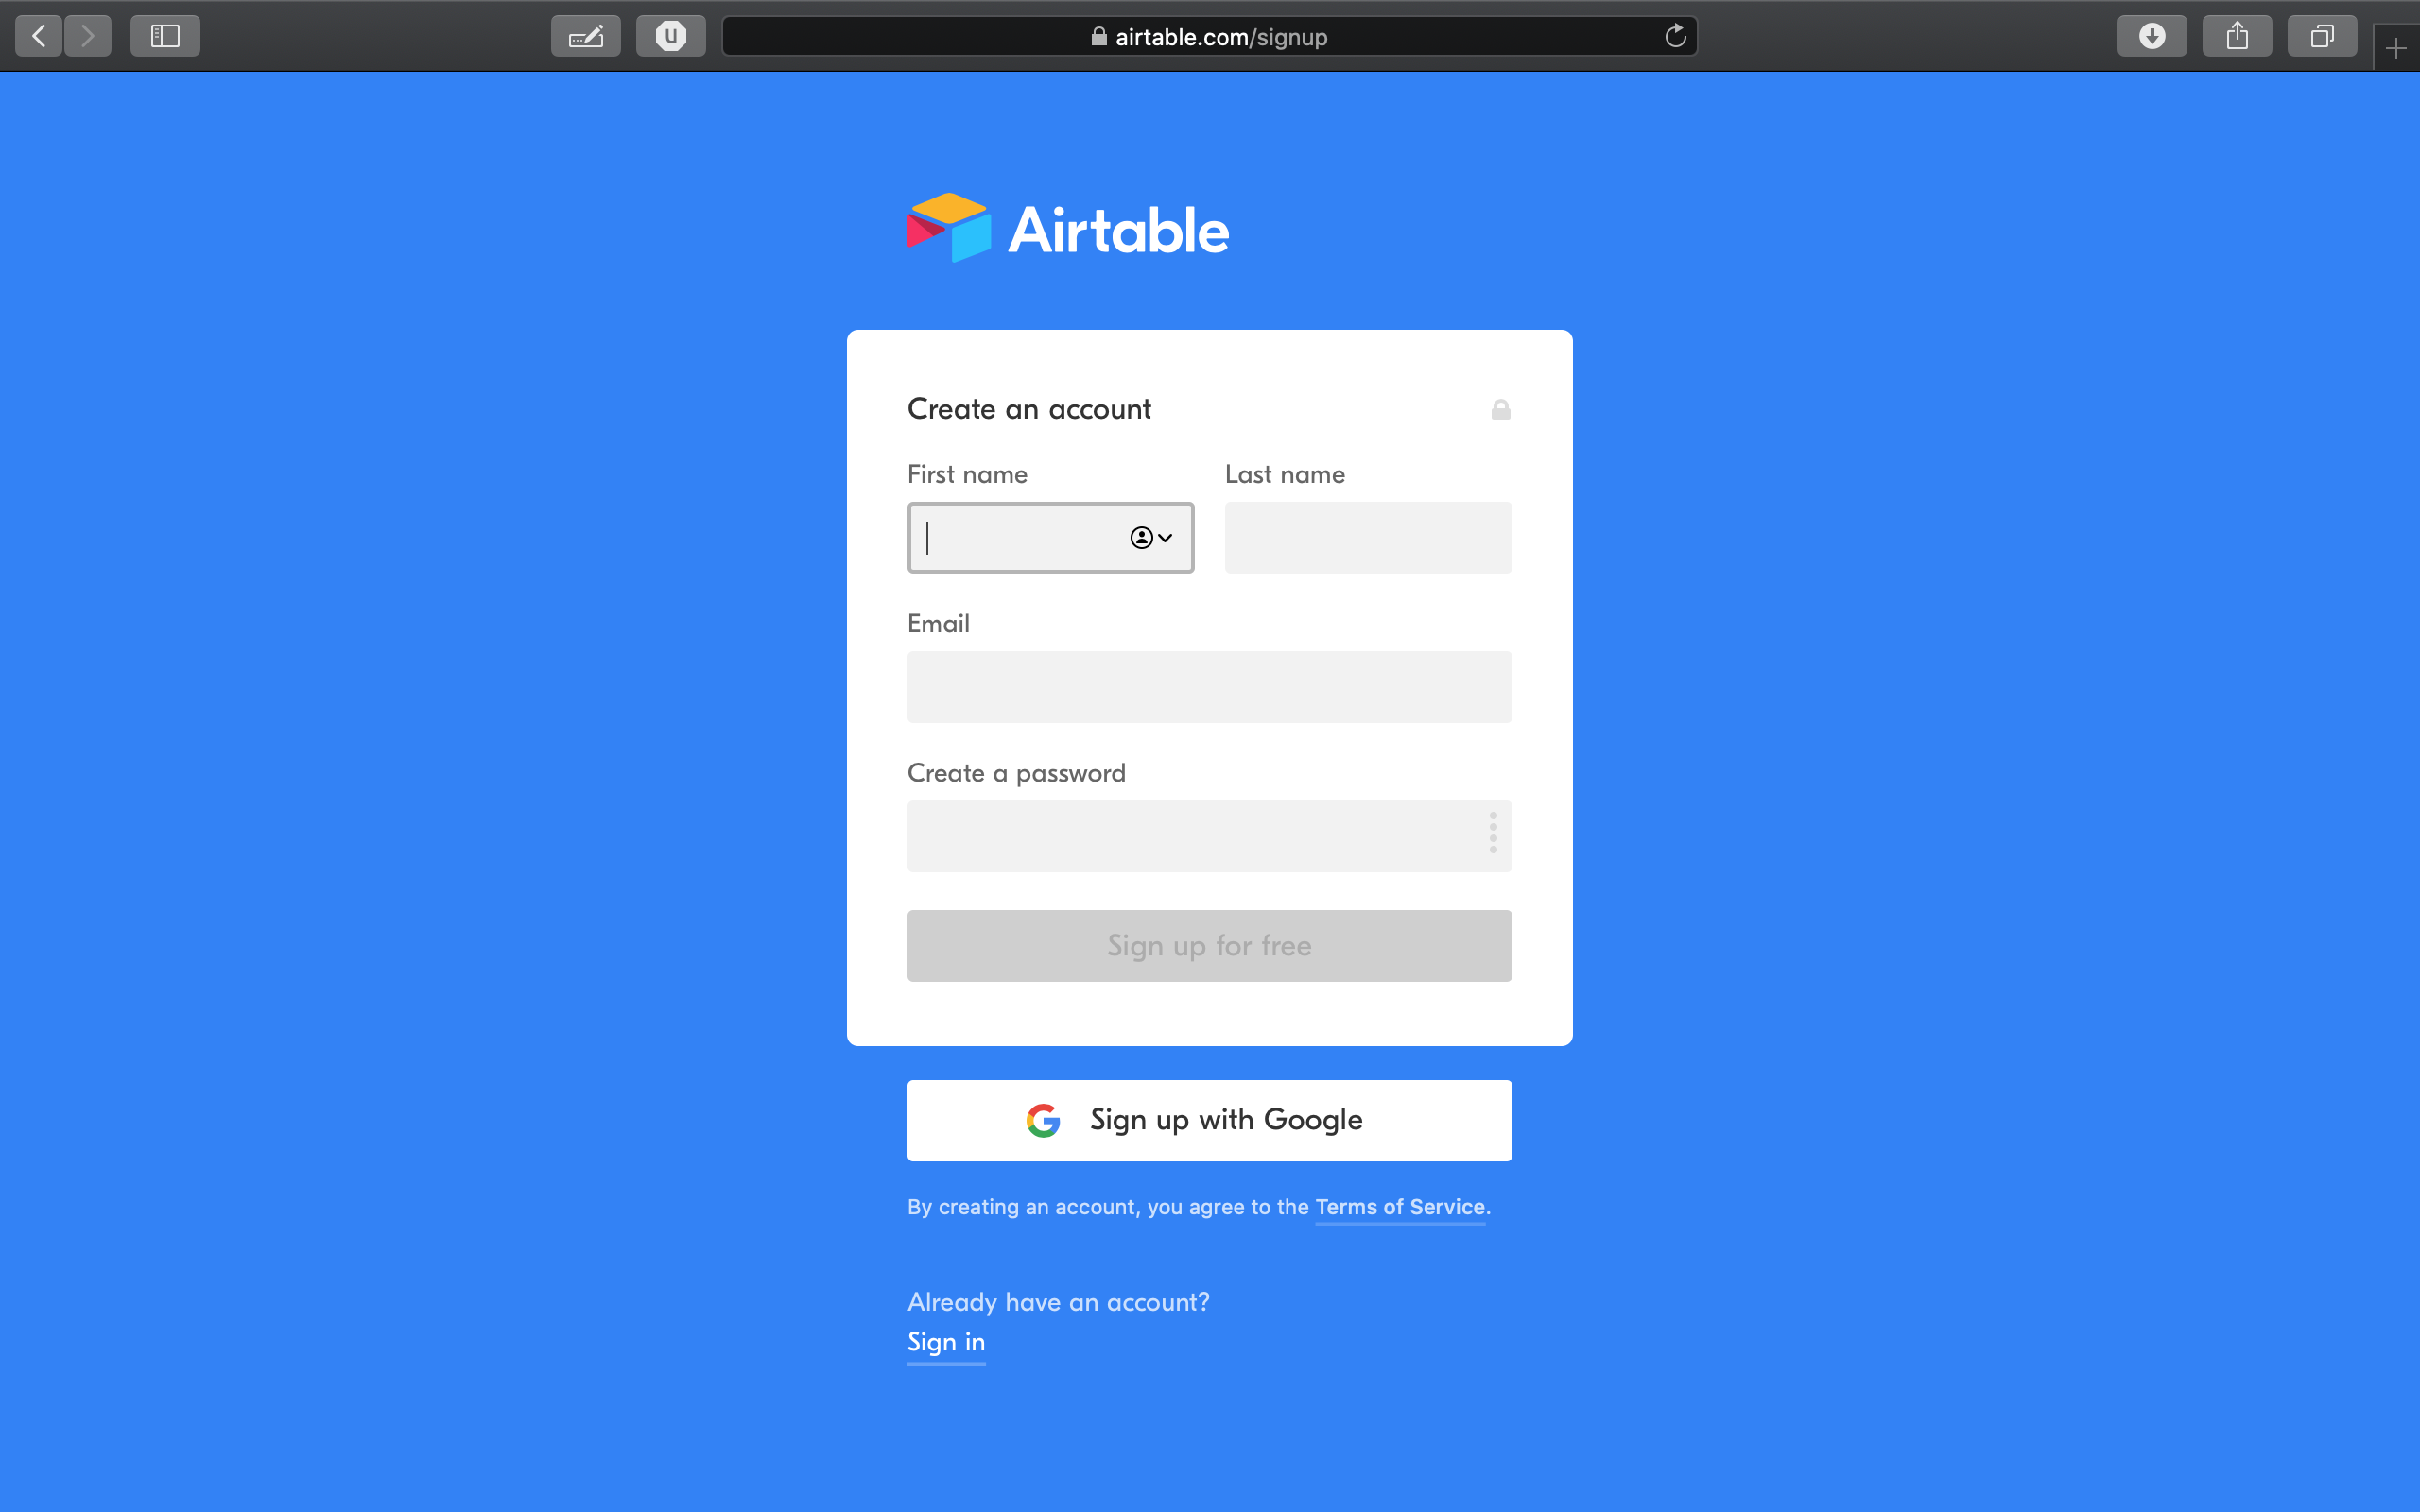 U
airtable.com/signup
Airtable
Create an account
First name
Last name
Email
Create a password
Sign up for free
Sign up with Google
By creating an account, you agree to the Terms of Service.
Already have an account?
Sign in